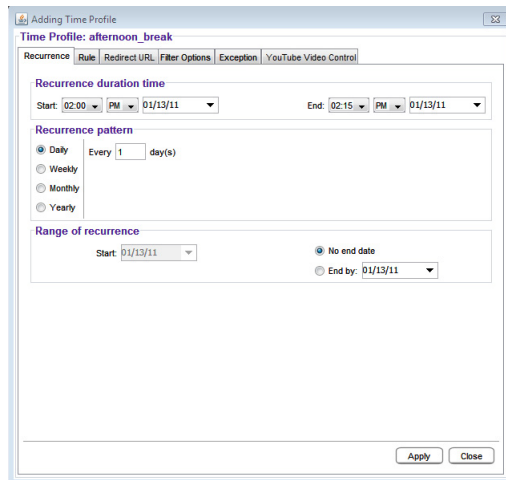 Adding Time Profile
Time Profile: afternoon_break
Recurrence Rule Redirect URL Filter Options Exception YouTube Video Control
Recurrence duration time
Start: 02:00 PM 01/13/11 End: 02:15 PM 01/13/11
Recurrence pattern
Daily Every 1 day(s)
Weekly
Monthly
Yearly
Range of recurrence
Start: 01/13/11 No end date
End by: 01/13/11
Apply Close